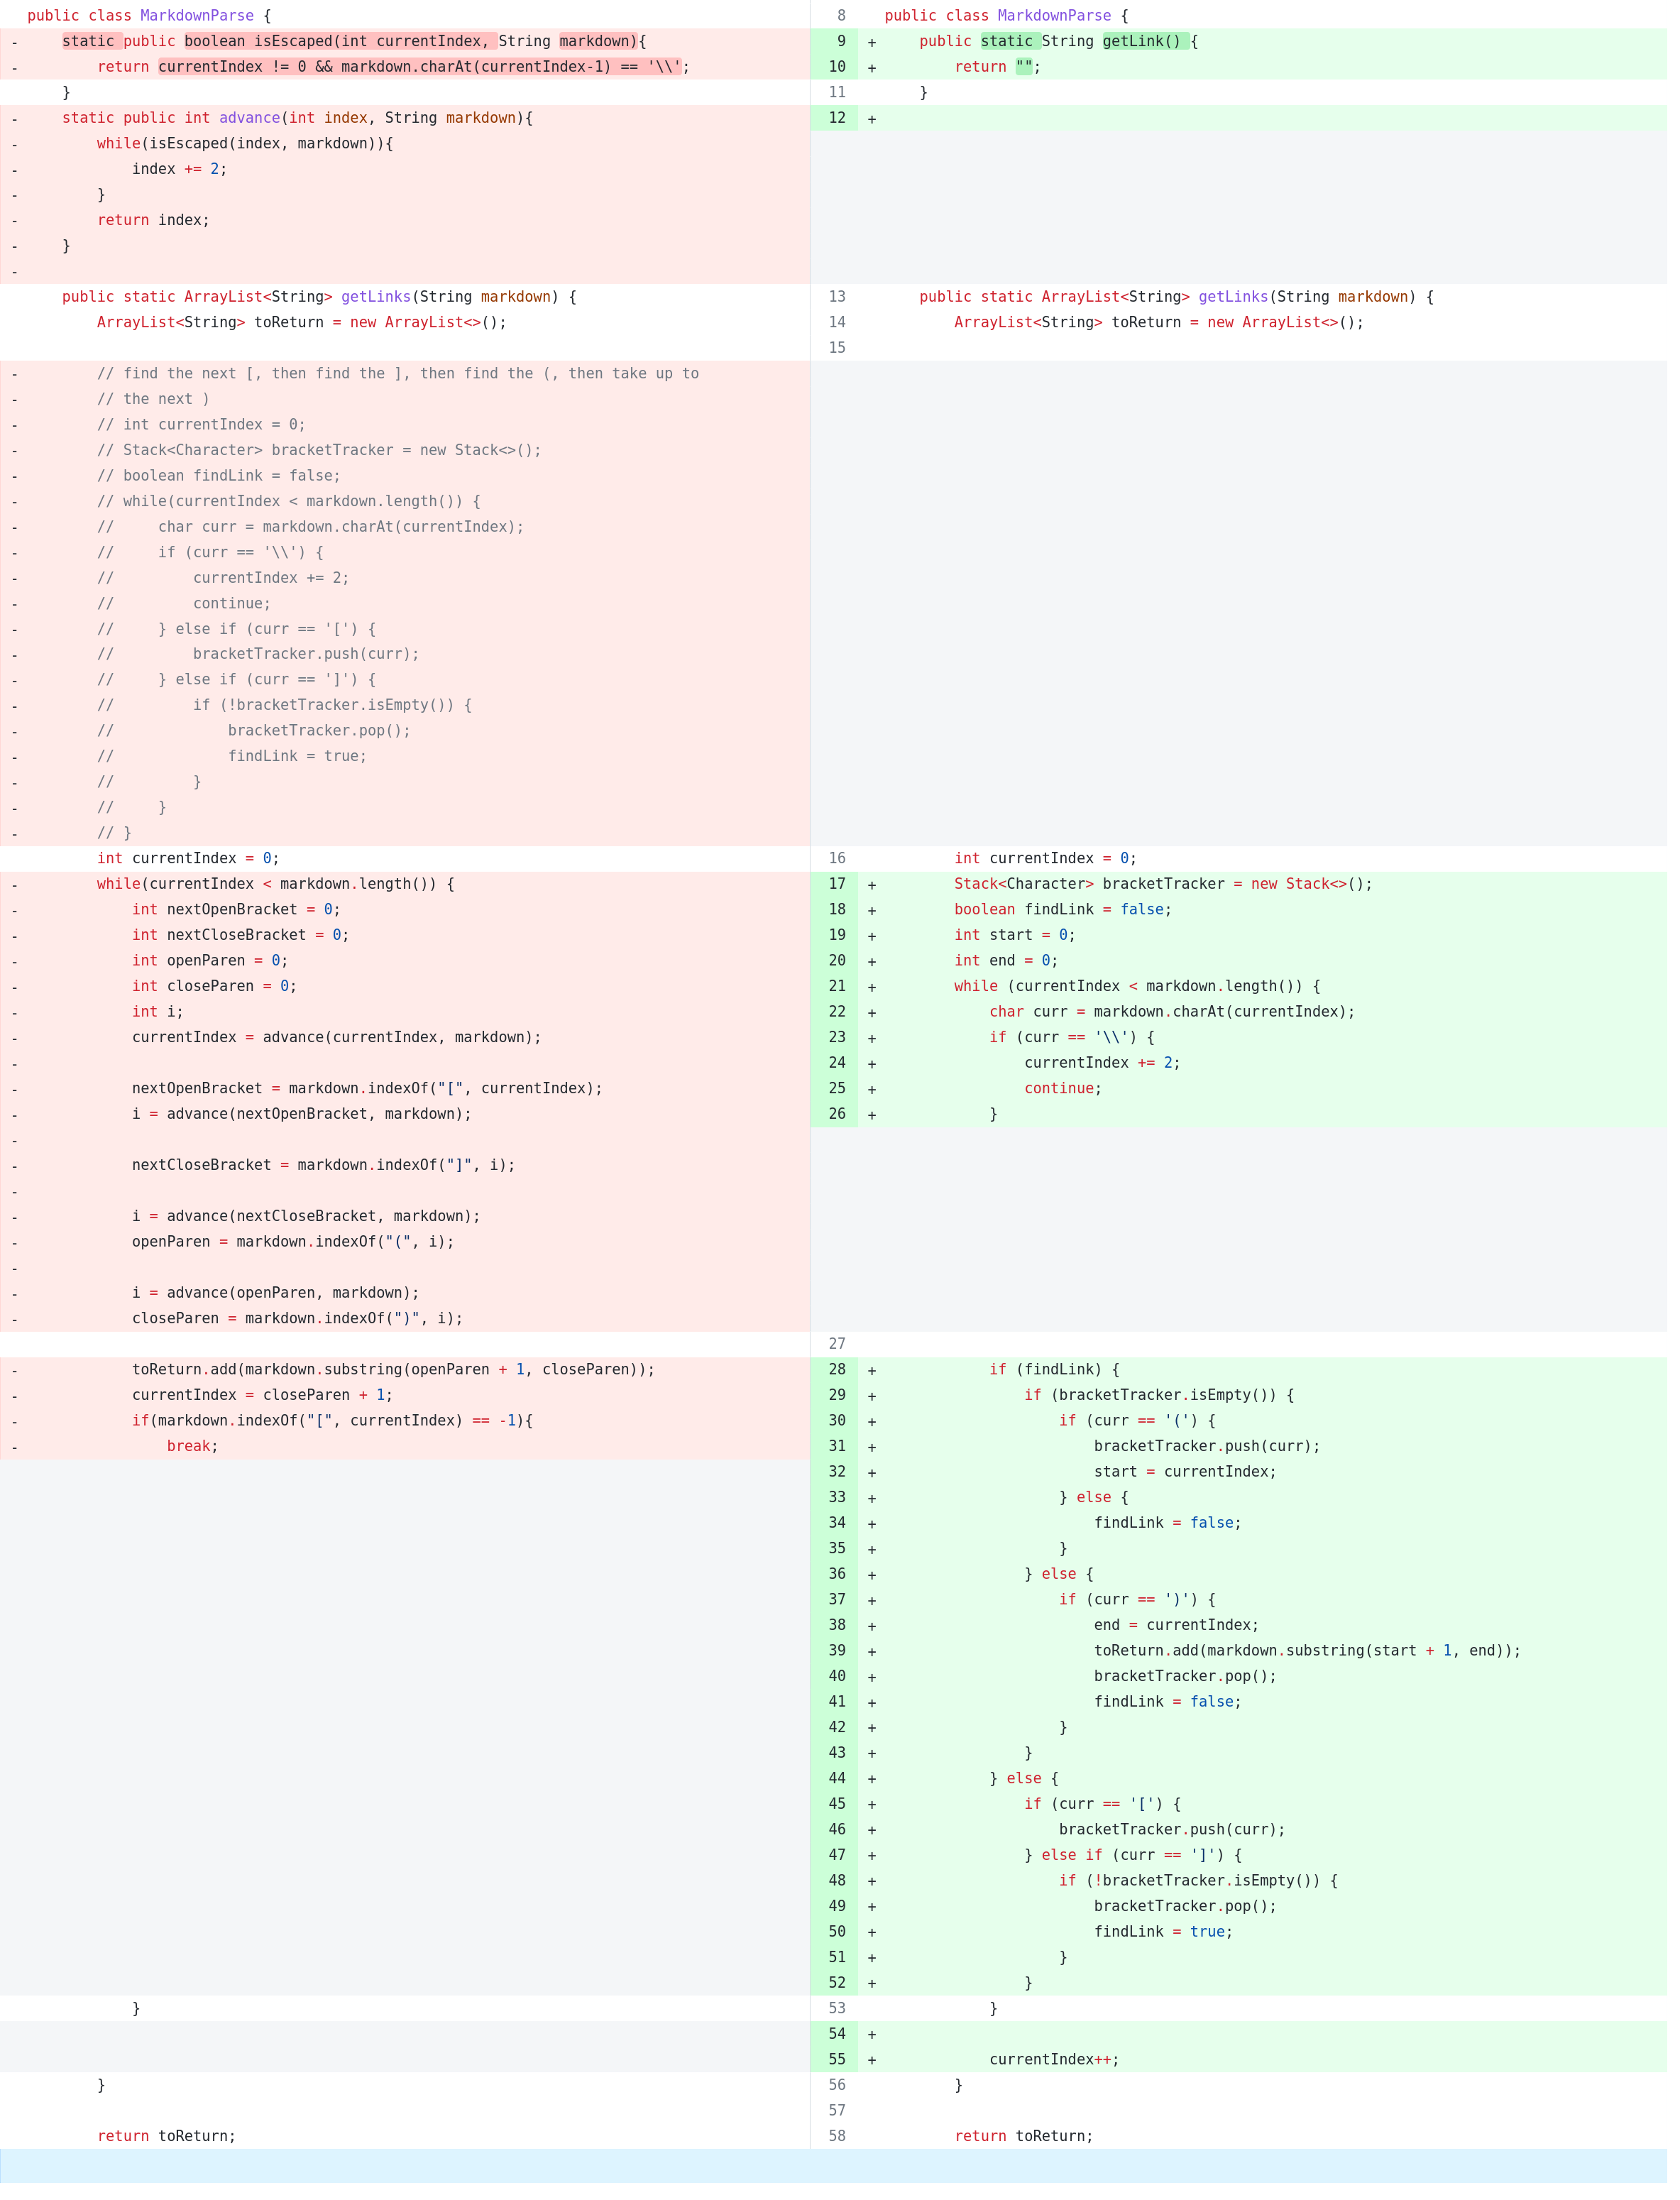 public class MarkdownParse {
-    static public boolean isEscaped(int currentIndex, String markdown){
-        return currentIndex != 0 && markdown.charAt(currentIndex-1) == '\\';
    }
-    static public int advance(int index, String markdown){
-        while(isEscaped(index, markdown)){
-            index += 2;
-        }
-        return index;
-    }
-
    public static ArrayList<String> getLinks(String markdown) {
        ArrayList<String> toReturn = new ArrayList<>();
-        // find the next [, then find the ], then find the (, then take up to
-        // the next )
-        // int currentIndex = 0;
-        // Stack<Character> bracketTracker = new Stack<>();
-        // boolean findLink = false;
-        // while(currentIndex < markdown.length()) {
-        //     char curr = markdown.charAt(currentIndex);
-        //     if (curr == '\\') {
-        //         currentIndex += 2;
-        //         continue;
-        //     } else if (curr == '[') {
-        //         bracketTracker.push(curr);
-        //     } else if (curr == ']') {
-        //         if (!bracketTracker.isEmpty()) {
-        //             bracketTracker.pop();
-        //             findLink = true;
-        //         }
-        //     }
-        // }
        int currentIndex = 0;
-        while(currentIndex < markdown.length()) {
-            int nextOpenBracket = 0;
-            int nextCloseBracket = 0;
-            int openParen = 0;
-            int closeParen = 0;
-            int i;
-            currentIndex = advance(currentIndex, markdown);
-
-            nextOpenBracket = markdown.indexOf("[", currentIndex);
-            i = advance(nextOpenBracket, markdown);
-
-            nextCloseBracket = markdown.indexOf("]", i);
-
-            i = advance(nextCloseBracket, markdown);
-            openParen = markdown.indexOf("(", i);
-
-            i = advance(openParen, markdown);
-            closeParen = markdown.indexOf(")", i);
-            toReturn.add(markdown.substring(openParen + 1, closeParen));
-            currentIndex = closeParen + 1;
-            if(markdown.indexOf("[", currentIndex) == -1){
-                break;
            }
        }
        return toReturn;
8 public class MarkdownParse {
9 +    public static String getLink() {
10 +        return "";
11     }
12 +
13     public static ArrayList<String> getLinks(String markdown) {
14         ArrayList<String> toReturn = new ArrayList<>();
15
16         int currentIndex = 0;
17 +        Stack<Character> bracketTracker = new Stack<>();
18 +        boolean findLink = false;
19 +        int start = 0;
20 +        int end = 0;
21 +        while (currentIndex < markdown.length()) {
22 +            char curr = markdown.charAt(currentIndex);
23 +            if (curr == '\\') {
24 +                currentIndex += 2;
25 +                continue;
26 +            }
27
28 +            if (findLink) {
29 +                if (bracketTracker.isEmpty()) {
30 +                    if (curr == '(') {
31 +                        bracketTracker.push(curr);
32 +                        start = currentIndex;
33 +                    } else {
34 +                        findLink = false;
35 +                    }
36 +                } else {
37 +                    if (curr == ')') {
38 +                        end = currentIndex;
39 +                        toReturn.add(markdown.substring(start + 1, end));
40 +                        bracketTracker.pop();
41 +                        findLink = false;
42 +                    }
43 +                }
44 +            } else {
45 +                if (curr == '[') {
46 +                    bracketTracker.push(curr);
47 +                } else if (curr == ']') {
48 +                    if (!bracketTracker.isEmpty()) {
49 +                        bracketTracker.pop();
50 +                        findLink = true;
51 +                    }
52 +                }
53             }
54 +
55 +            currentIndex++;
56         }
57
58         return toReturn;